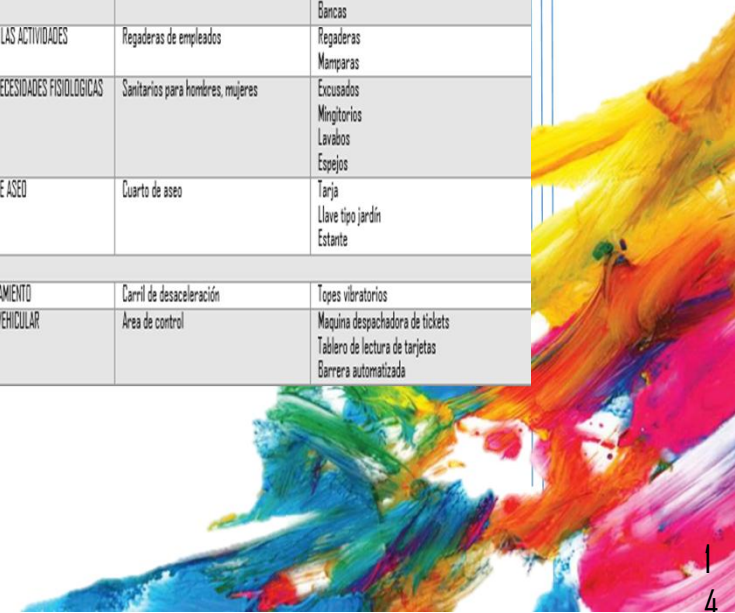 Bancas
LAS ACTIVIDADES Regaderas de empleados Regaderas
Mamparas
ECESIDADES FISIOLOGICAS Sanitarios para hombres, mujeres Excusados
Mingitorios
Lavabos
Espejos
E ASEO Cuarto de aseo Tarja
Llave tipo jardín
Estante
AMIENTO Carril de desaceleración Topes vibratorios
VEHICULAR Area de control Maquina despachadora de tickets
Tablero de lectura de tarjetas
Barrera automatizada
1
4